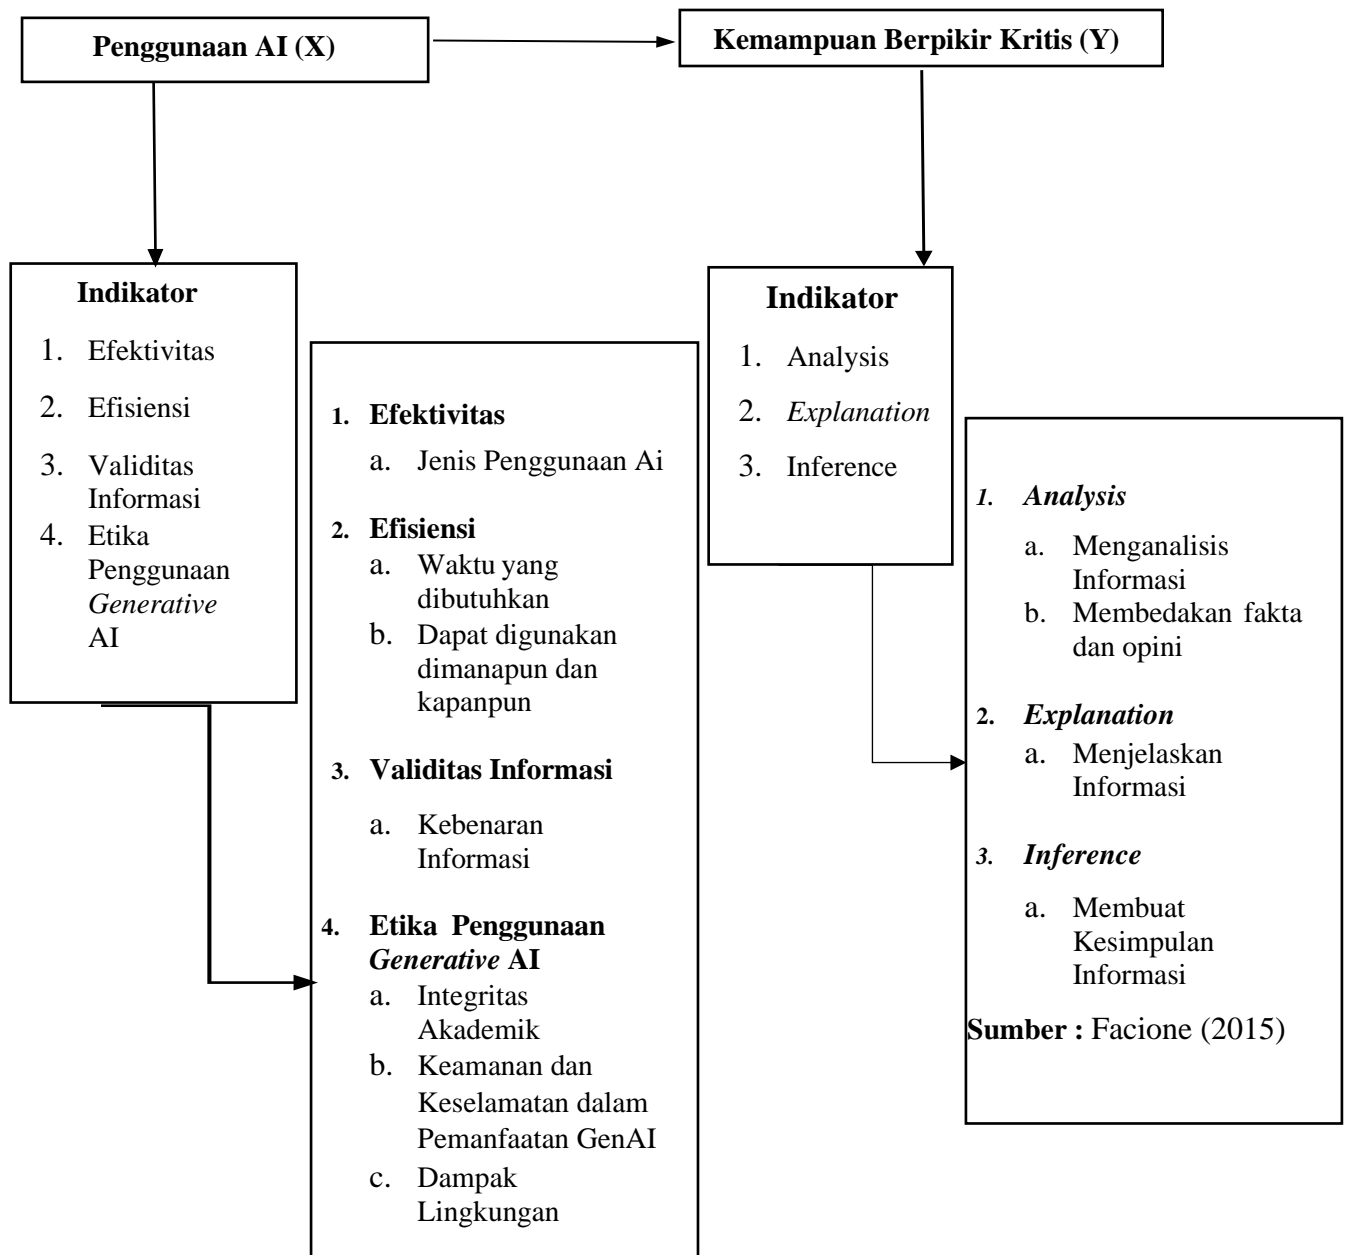 Penggunaan AI (X)
Kemampuan Berpikir Kritis (Y)
Indikator
1. Efektivitas
2. Efisiensi
3. Validitas
Informasi
4. Etika
Penggunaan
Generative
AI
1. Efektivitas
a. Jenis Penggunaan Ai
2. Efisiensi
a. Waktu yang
dibutuhkan
b. Dapat digunakan
dimanapun dan
kapanpun
3. Validitas Informasi
a. Kebenaran
Informasi
4. Etika Penggunaan
Generative AI
a. Integritas
Akademik
b. Keamanan dan
Keselamatan dalam
Pemanfaatan GenAI
c. Dampak
Lingkungan
Indikator
1. Analysis
2. Explanation
3. Inference
1. Analysis
a. Menganalisis
Informasi
b. Membedakan fakta
dan opini
2. Explanation
a. Menjelaskan
Informasi
3. Inference
a. Membuat
Kesimpulan
Informasi
Sumber : Facione (2015)